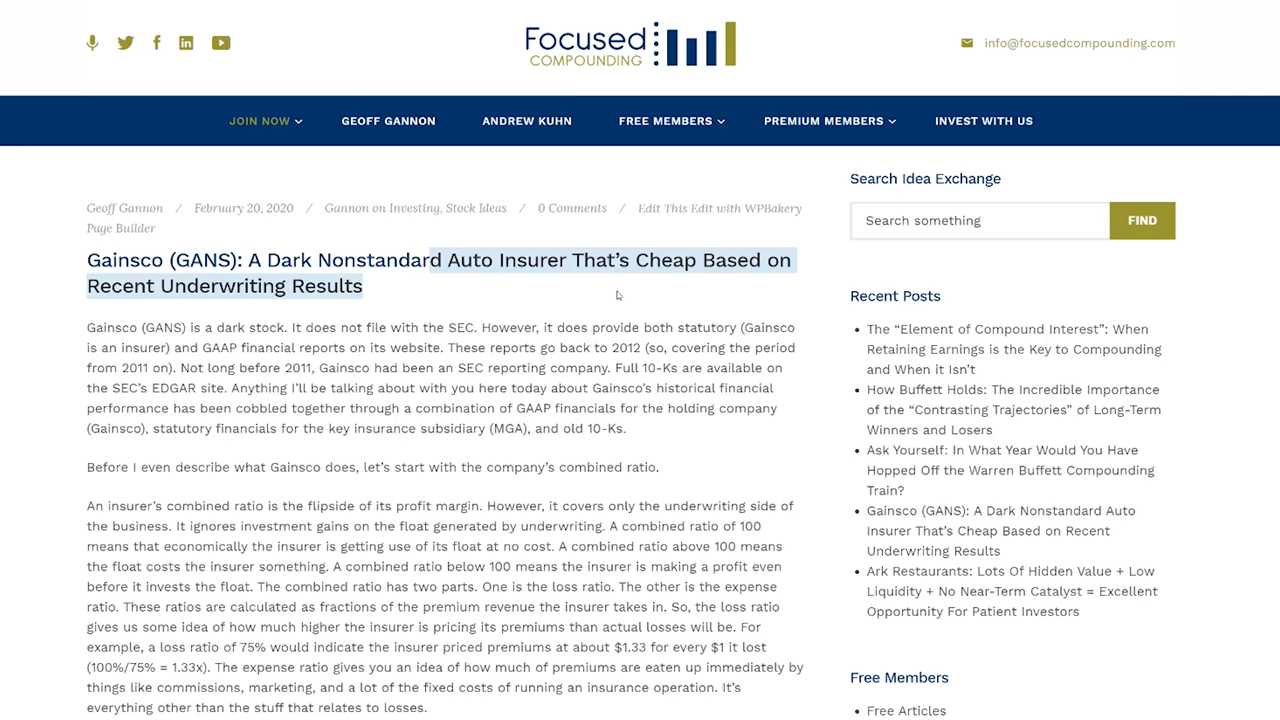 Focused
COMPOUNDING
info@focusedcompounding.com
JOIN NOW
GEOFF GANNON
ANDREW KUHN
FREE MEMBERS
PREMIUM MEMBERS
INVEST WITH US
Geoff Gannon / February 20, 2020 / Gannon on Investing, Stock Ideas / 0 Comments / Edit This Edit with WPBakery
Page Builder
Gainsco (GANS): A Dark Nonstandard Auto Insurer That's Cheap Based on
Recent Underwriting Results
Gainsco (GANS) is a dark stock. It does not file with the SEC. However, it does provide both statutory (Gainsco
is an insurer) and GAAP financial reports on its website. These reports go back to 2012 (so, covering the period
from 2011 on). Not long before 2011, Gainsco had been an SEC reporting company. Full 10-Ks are available on
the SEC's EDGAR site. Anything I'll be talking about with you here today about Gainsco's historical financial
performance has been cobbled together through a combination of GAAP financials for the holding company
(Gainsco), statutory financials for the key insurance subsidiary (MGA), and old 10-Ks.
Before I even describe what Gainsco does, let's start with the company's combined ratio.
An insurer's combined ratio is the flipside of its profit margin. However, it covers only the underwriting side of
the business. It ignores investment gains on the float generated by underwriting. A combined ratio of 100
means that economically the insurer is getting use of its float at no cost. A combined ratio above 100 means
the float costs the insurer something. A combined ratio below 100 means the insurer is making a profit even
before it invests the float. The combined ratio has two parts. One is the loss ratio. The other is the expense
ratio. These ratios are calculated as fractions of the premium revenue the insurer takes in. So, the loss ratio
gives us some idea of how much higher the insurer is pricing its premiums than actual losses will be. For
example, a loss ratio of 75% would indicate the insurer priced premiums at about $1.33 for every $1 it lost
(100%/75% = 1.33x). The expense ratio gives you an idea of how much of premiums are eaten up immediately by
things like commissions, marketing, and a lot of the fixed costs of running an insurance operation. It's
everything other than the stuff that relates to losses.
Search Idea Exchange
Search something
FIND
Recent Posts
The "Element of Compound Interest": When
Retaining Earnings is the Key to Compounding
and When it Isn't
How Buffett Holds: The Incredible Importance
of the "Contrasting Trajectories" of Long-Term
Winners and Losers
Ask Yourself: In What Year Would You Have
Hopped Off the Warren Buffett Compounding
Train?
Gainsco (GANS): A Dark Nonstandard Auto
Insurer That's Cheap Based on Recent
Underwriting Results
Ark Restaurants: Lots Of Hidden Value + Low
Liquidity + No Near-Term Catalyst = Excellent
Opportunity For Patient Investors
Free Members
Free Articles